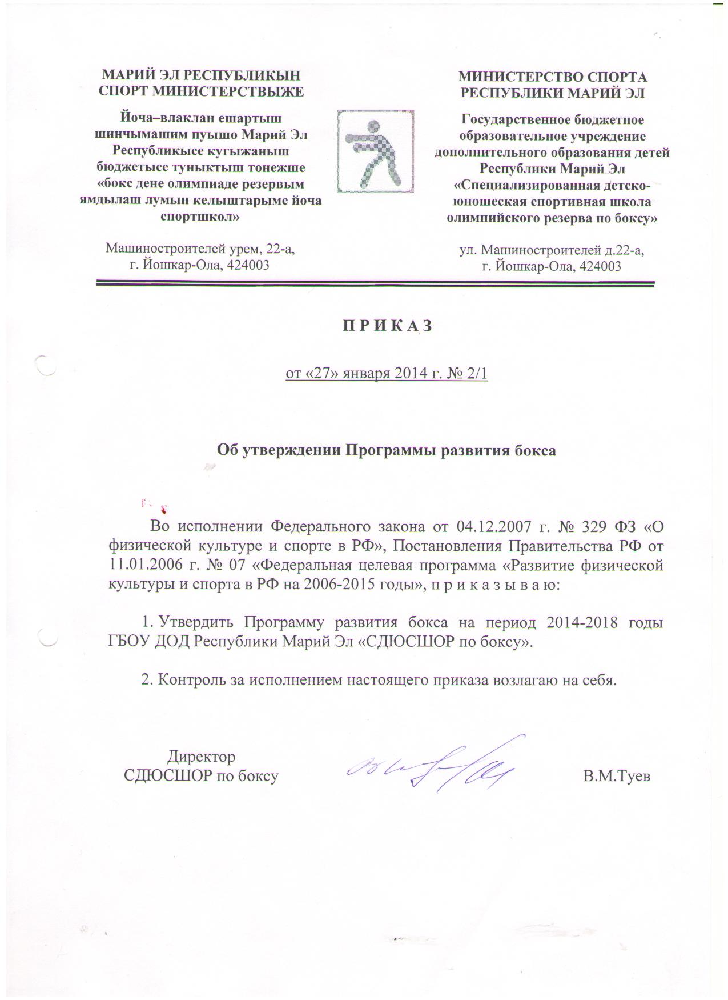 МАРИЙ ЭЛ РЕСПУБЛИКЫН
СПОРТ МИНИСТЕРСТВЫЖЕ
Йоча–влаклан ешартыш
шинчымашим пуышо Марий Эл
Республикысе кугыжаныш
бюджетысе туныктыш тонежше
«бокс дене олимпиаде резервым
ямдылаш лумын келыштарыме йоча
спортшкол»
Машиностроителей урем, 22-а,
г. Йошкар-Ола, 424003
МИНИСТЕРСТВО СПОРТА
РЕСПУБЛИКИ МАРИЙ ЭЛ
Государственное бюджетное
образовательное учреждение
дополнительного образования детей
Республики Марий Эл
«Специализированная детско-
юношеская спортивная школа
олимпийского резерва по боксу»
ул. Машиностроителей д.22-а,
г. Йошкар-Ола, 424003
П Р И К А З
от «27» января 2014 г. № 2/1
Об утверждении Программы развития бокса
Во исполнении Федерального закона от 04.12.2007 г. № 329 ФЗ «О
физической культуре и спорте в РФ», Постановления Правительства РФ от
11.01.2006 г. № 07 «Федеральная целевая программа «Развитие физической
культуры и спорта в РФ на 2006-2015 годы», п р и к а з ы в а ю:
1. Утвердить Программу развития бокса на период 2014-2018 годы
ГБОУ ДОД Республики Марий Эл «СДЮСШОР по боксу».
2. Контроль за исполнением настоящего приказа возлагаю на себя.
Директор
СДЮСШОР по боксу
В.М.Туев